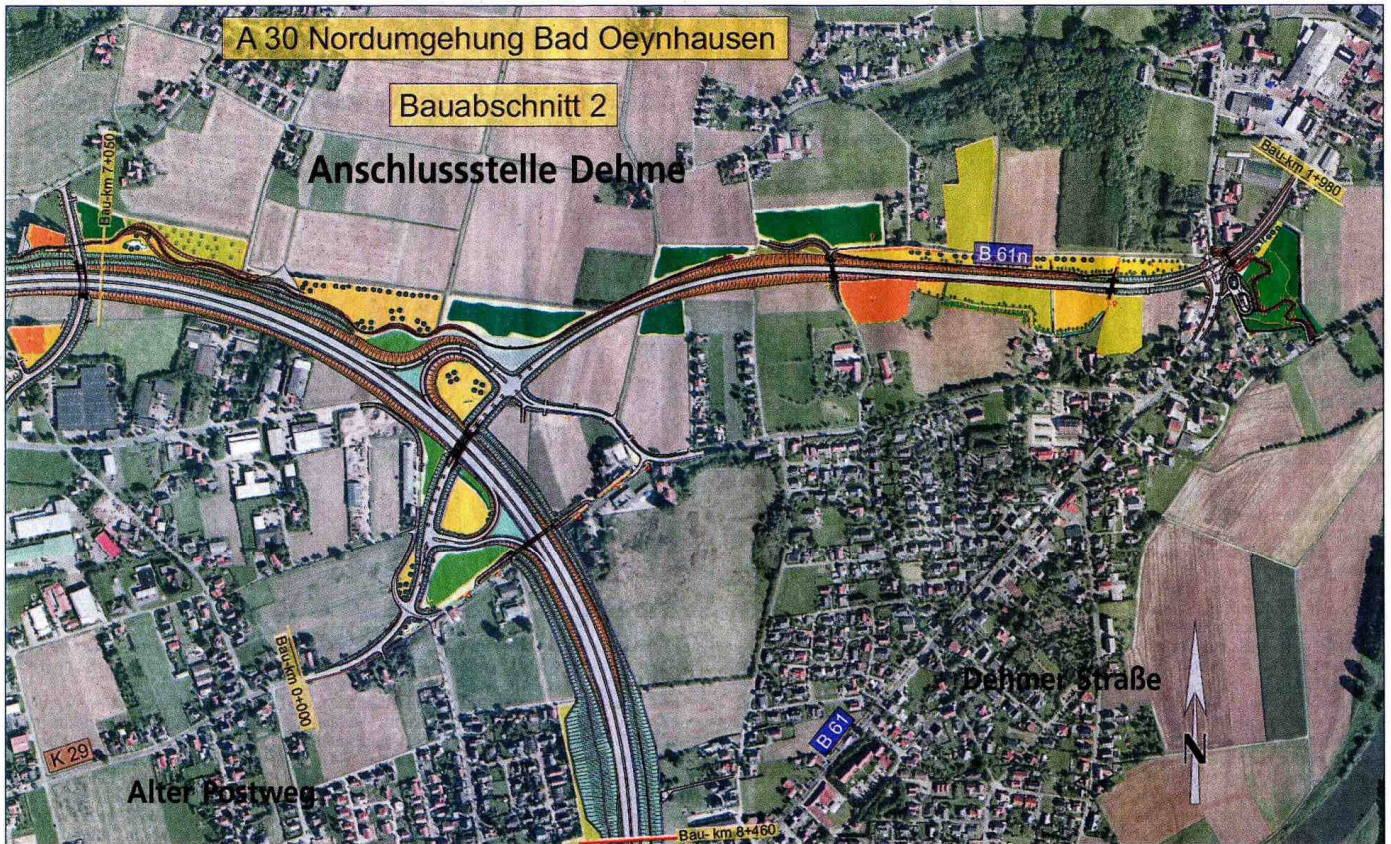 A 30 Nordumgehung Bad Oeynhausen
Bauabschnitt 2
Anschlussstelle Dehme
Bau-km 7+050
Bau-km 1+980
B 61n
Bau-km 0+000
Dehmer Straße
B 61
N
K 29
Alter Postweg
Bau- km 8+460